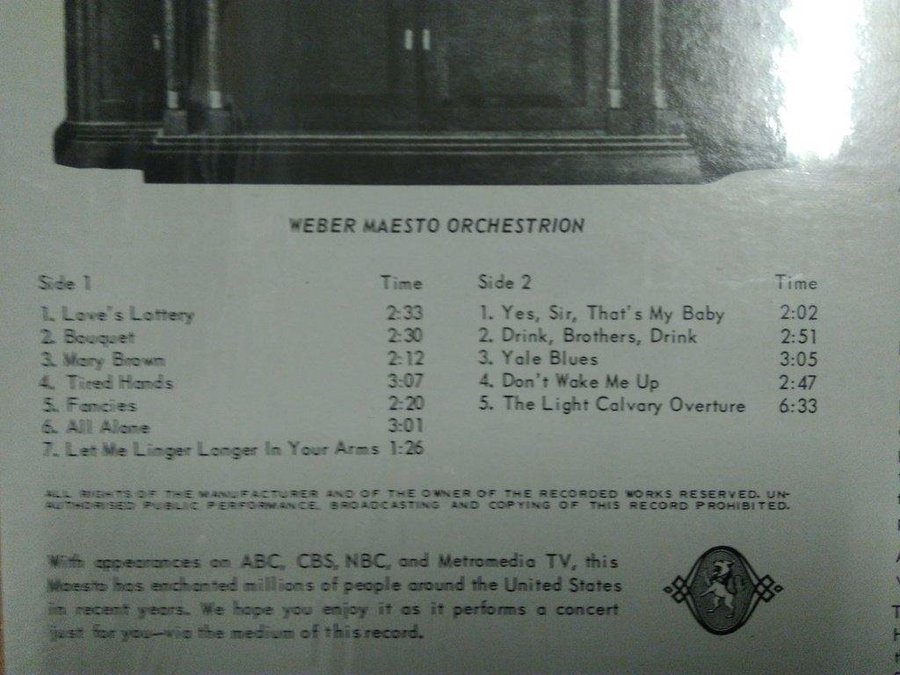 WEBER MAESTO ORCHESTRION
Side 1 Time
1. Love's Lottery 2:33
2. Bouquet 2:30
3. Mary Brown 2:12
4. Tired Hands 3:07
5. Fancies 2:20
6. All Alone 3:01
7. Let Me Linger Longer In Your Arms 1:26
Side 2 Time
1. Yes, Sir, That's My Baby 2:02
2. Drink, Brothers, Drink 2:51
3. Yale Blues 3:05
4. Don't Wake Me Up 2:47
5. The Light Calvary Overture 6:33
ALL RIGHTS OF THE MANUFACTURER AND OF THE OWNER OF THE RECORDED WORKS RESERVED. UN-
AUTHORISED PUBLIC PERFORMANCE, BROADCASTING AND COPYING OF THIS RECORD PROHIBITED.
With appearances on ABC, CBS, NBC, and Metromedia TV, this
Maesto has enchanted millions of people around the United States
in recent years. We hope you enjoy it as it performs a concert
just for you—via the medium of this record.